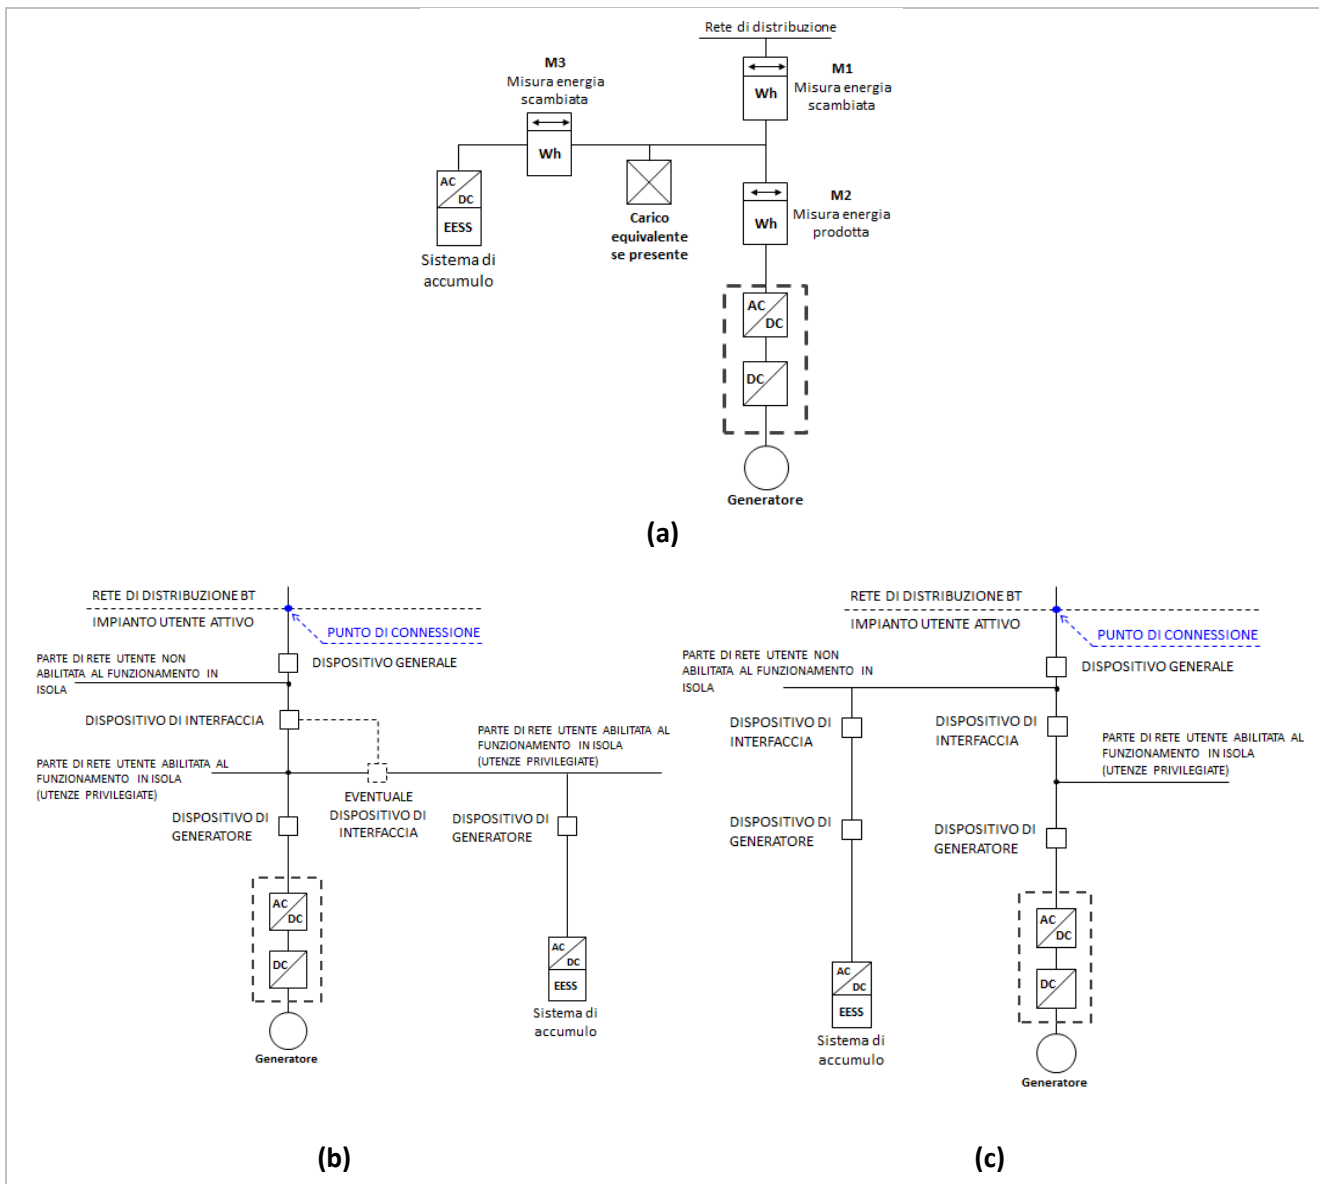 Rete di distribuzione
M3
Misura energia
scambiata
Wh
M1
Misura energia
scambiata
Wh
AC
DC
EESS
Sistema di
accumulo
Carico
equivalente
se presente
M2
Misura energia
prodotta
Wh
AC
DC
DC
Generatore
(a)
RETE DI DISTRIBUZIONE BT
IMPIANTO UTENTE ATTIVO
PUNTO DI CONNESSIONE
PARTE DI RETE UTENTE NON
ABILITATA AL FUNZIONAMENTO IN
ISOLA
DISPOSITIVO GENERALE
DISPOSITIVO DI INTERFACCIA
PARTE DI RETE UTENTE ABILITATA AL
FUNZIONAMENTO IN ISOLA
(UTENZE PRIVILEGIATE)
PARTE DI RETE UTENTE ABILITATA AL
FUNZIONAMENTO IN ISOLA
(UTENZE PRIVILEGIATE)
EVENTUALE
DISPOSITIVO DI
INTERFACCIA
DISPOSITIVO DI
GENERATORE
DISPOSITIVO DI
GENERATORE
AC
DC
DC
Generatore
AC
DC
EESS
Sistema di
accumulo
(b)
RETE DI DISTRIBUZIONE BT
IMPIANTO UTENTE ATTIVO
PUNTO DI CONNESSIONE
PARTE DI RETE UTENTE NON
ABILITATA AL FUNZIONAMENTO IN
ISOLA
DISPOSITIVO GENERALE
DISPOSITIVO DI
INTERFACCIA
DISPOSITIVO DI
INTERFACCIA
PARTE DI RETE UTENTE ABILITATA AL
FUNZIONAMENTO IN ISOLA
(UTENZE PRIVILEGIATE)
DISPOSITIVO DI
GENERATORE
DISPOSITIVO DI
GENERATORE
AC
DC
EESS
Sistema di
accumulo
AC
DC
DC
Generatore
(c)